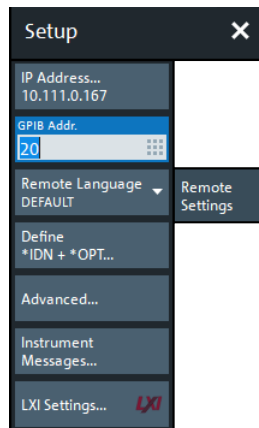 Setup
IP Address...
10.111.0.167
GPIB Addr.
20
Remote Language
DEFAULT
Remote
Settings
Define
*IDN + *OPT...
Advanced...
Instrument
Messages...
LXI Settings... LXI